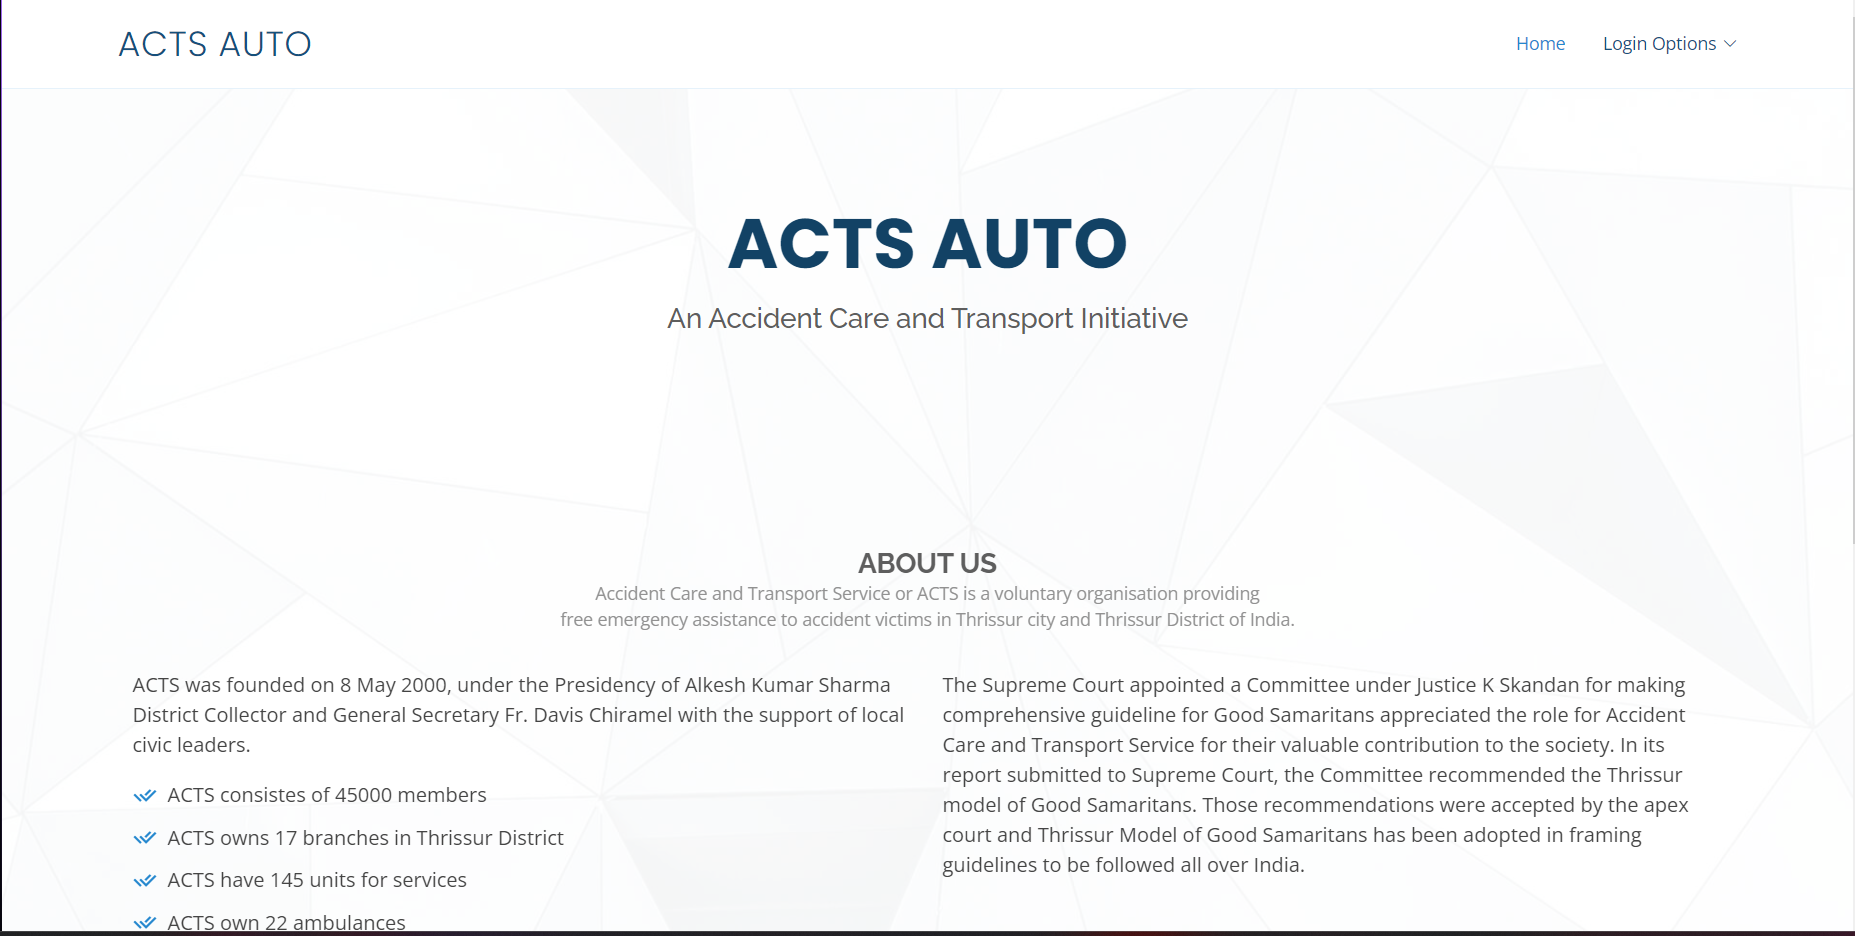 ACTS AUTO
Home
Login Options
ACTS AUTO
An Accident Care and Transport Initiative
ABOUT US
Accident Care and Transport Service or ACTS is a voluntary organisation providing
free emergency assistance to accident victims in Thrissur city and Thrissur District of India.
ACTS was founded on 8 May 2000, under the Presidency of Alkesh Kumar Sharma
District Collector and General Secretary Fr. Davis Chiramel with the support of local
civic leaders.
ACTS consistes of 45000 members
ACTS owns 17 branches in Thrissur District
ACTS have 145 units for services
ACTS own 22 ambulances
The Supreme Court appointed a Committee under Justice K Skandan for making
comprehensive guideline for Good Samaritans appreciated the role for Accident
Care and Transport Service for their valuable contribution to the society. In its
report submitted to Supreme Court, the Committee recommended the Thrissur
model of Good Samaritans. Those recommendations were accepted by the apex
court and Thrissur Model of Good Samaritans has been adopted in framing
guidelines to be followed all over India.